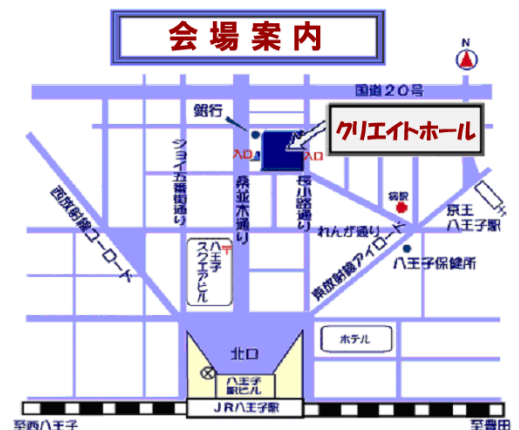 会場案内
N
国道20号
銀行
クリエイトホール
入口
入口
ジョイ五番街通り
桑並木通り
長小路通り
西放射線ユーロード
病院
京王
八王子駅
れんが通り
東放射線アイロード
八王子保健所
八王子
スクエアビル
〒
北口
ホテル
八王子
駅ビル
JR八王子駅
至西八王子
至豊田